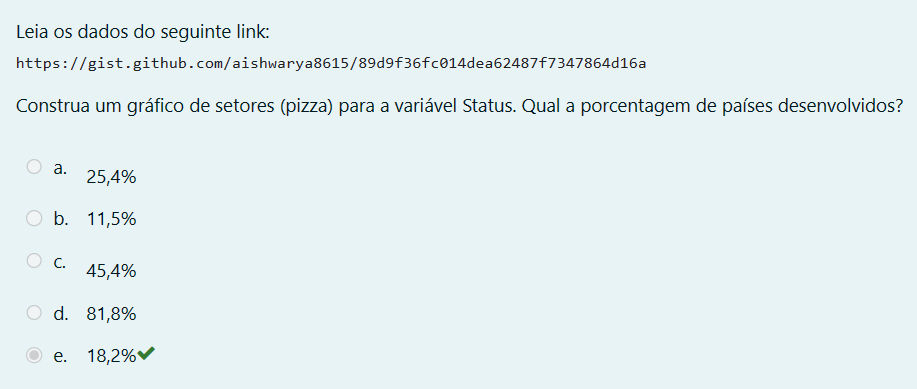 Leia os dados do seguinte link:
https://gist.github.com/aishwarya8615/89d9f36fc014dea62487f7347864d16a
Construa um gráfico de setores (pizza) para a variável Status. Qual a porcentagem de países desenvolvidos?
a. 25,4%
b. 11,5%
c. 45,4%
d. 81,8%
e. 18,2%